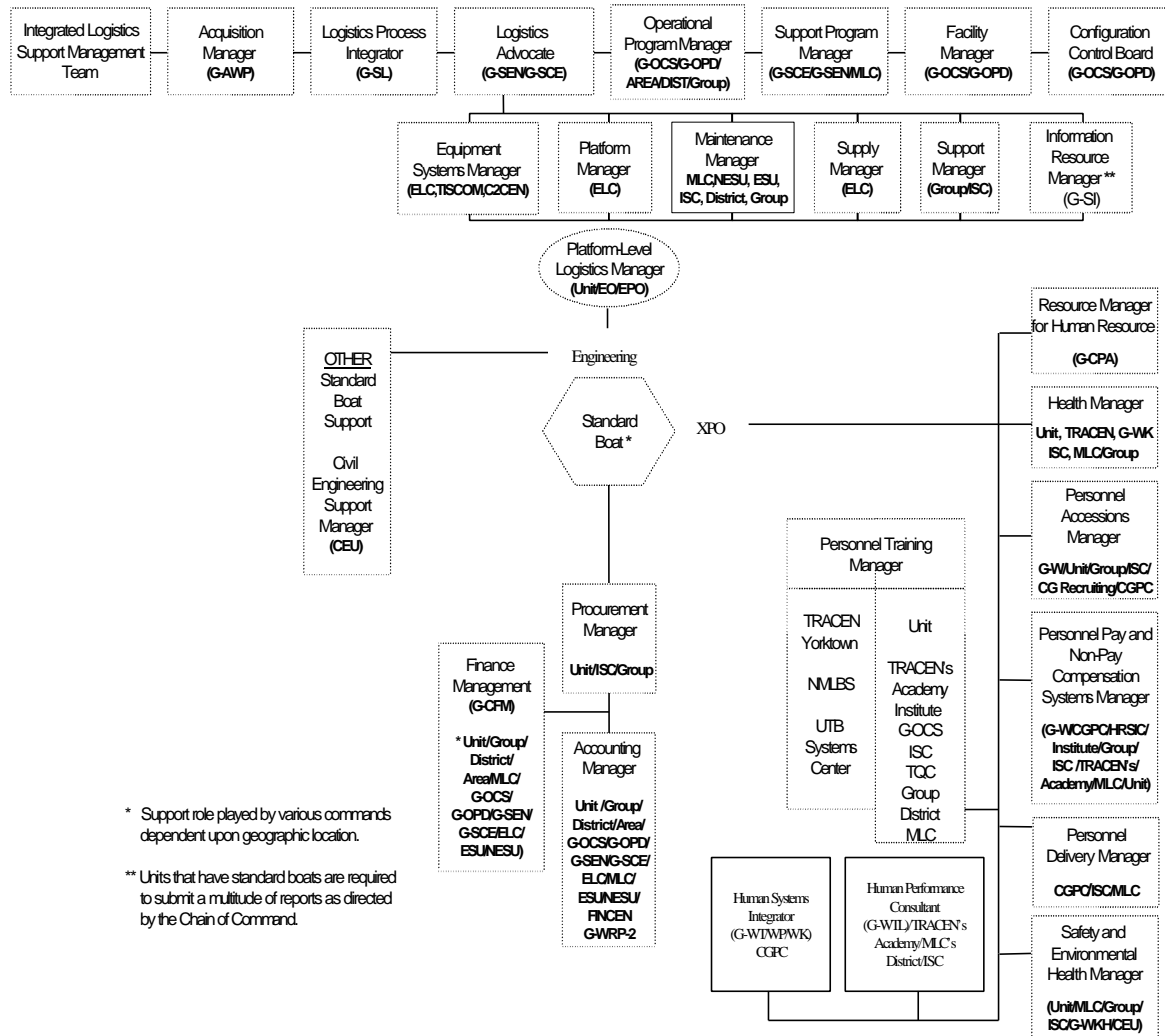 Integrated Logistics
Support Management
Team
Acquisition
Manager
(G-AWP)
Logistics Process
Integrator
(G-SL)
Logistics
Advocate
(G-SEN/G-SCE)
Operational
Program Manager
(G-OCS/G-OPD/
AREA/DIST/Group)
Support Program
Manager
(G-SCE/G-SEN/MLC)
Facility
Manager
(G-OCS/G-OPD)
Configuration
Control Board
(G-OCS/G-OPD)
Equipment
Systems Manager
(ELC,TISCOM,C2CEN)
Platform
Manager
(ELC)
Maintenance
Manager
MLC,NESU, ESU,
ISC, District, Group
Supply
Manager
(ELC)
Support
Manager
(Group/ISC)
Information
Resource
Manager **
(G-SI)
Platform-Level
Logistics Manager
(Unit/EO/EPO)
Engineering
OTHER
Standard
Boat
Support
Civil
Engineering
Support
Manager
(CEU)
Standard
Boat *
XPO
Resource Manager
for Human Resource
(G-CPA)
Health Manager
Unit, TRACEN, G-WK
ISC, MLC/Group
Personnel
Accessions
Manager
G-W/Unit/Group/ISC/
CG Recruiting/CGPC
Personnel Training
Manager
TRACEN
Yorktown
NMLBS
UTB
Systems
Center
Unit
TRACEN's
Academy
Institute
G-OCS
ISC
TQC
Group
District
MLC
Personnel Pay and
Non-Pay
Compensation
Systems Manager
(G-W/CGPC/HRSIC/
Institute/Group/
ISC /TRACEN's/
Academy/MLC/Unit)
Procurement
Manager
Unit/ISC/Group
Finance
Management
(G-CFM)
* Unit/Group/
District/
Area/MLC/
G-OCS/
G-OPD/G-SEN/
G-SCE/ELC/
ESU/NESU)
Accounting
Manager
Unit /Group/
District/Area/
G-OCS/G-OPD/
G-SEN/G-SCE/
ELC/MLC/
ESU/NESU/
FINCEN
G-WRP-2
* Support role played by various commands
dependent upon geographic location.
** Units that have standard boats are required
to submit a multitude of reports as directed
by the Chain of Command.
Human Systems
Integrator
(G-WT/WP/WK)
CGPC
Human Performance
Consultant
(G-WTL)/TRACEN's
Academy/MLC's
District/ISC
Personnel
Delivery Manager
CGPC/ISC/MLC
Safety and
Environmental
Health Manager
(Unit/MLC/Group/
ISC/G-WKH/CEU)